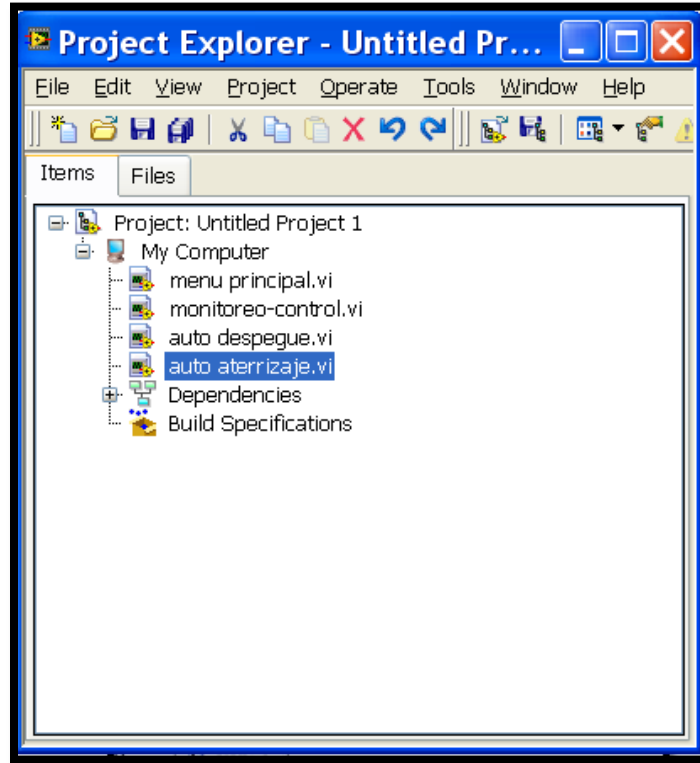 Project Explorer - Untitled Pr...
File Edit View Project Operate Tools Window Help
Items Files
Project: Untitled Project 1
My Computer
menu principal.vi
monitoreo-control.vi
auto despegue.vi
auto aterrizaje.vi
Dependencies
Build Specifications